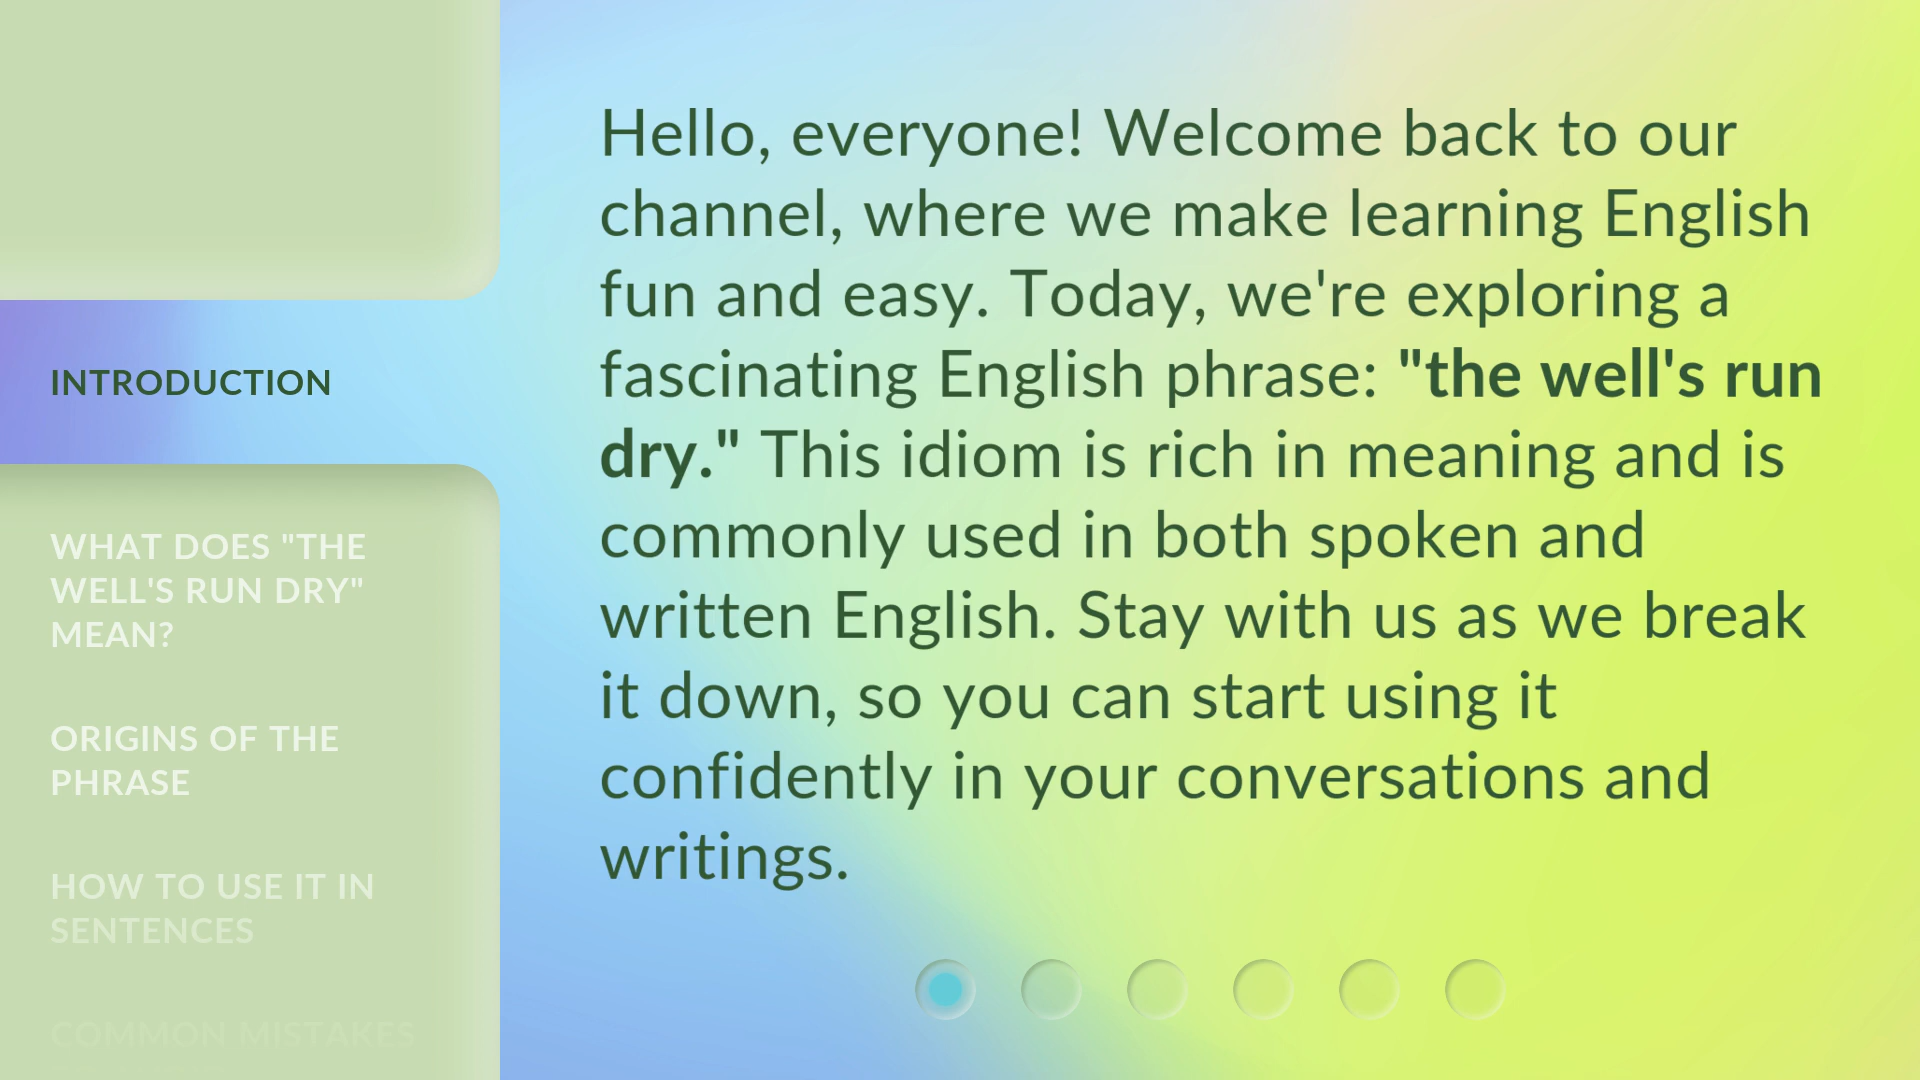 INTRODUCTION
WHAT DOES "THE
WELL'S RUN DRY"
MEAN?
ORIGINS OF THE
PHRASE
HOW TO USE IT IN
SENTENCES
COMMON MISTAKES
Hello, everyone! Welcome back to our
channel, where we make learning English
fun and easy. Today, we're exploring a
fascinating English phrase: "the well's run
dry." This idiom is rich in meaning and is
commonly used in both spoken and
written English. Stay with us as we break
it down, so you can start using it
confidently in your conversations and
writings.